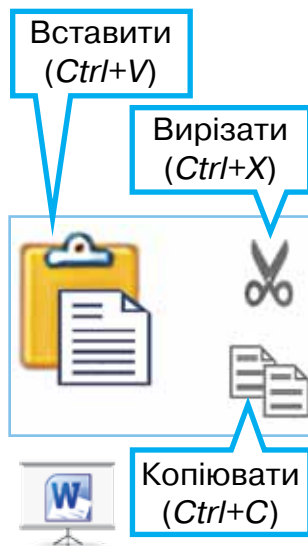 Вставити
(Ctrl+V)
Вирізати
(Ctrl+X)
Копіювати
(Ctrl+C)
W